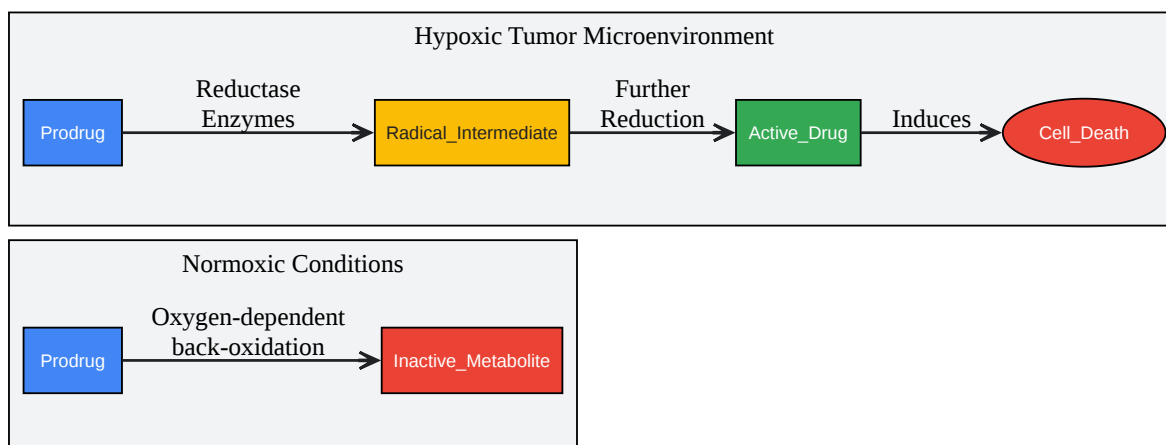 Hypoxic Tumor Microenvironment
Prodrug
Reductase
Enzymes
Radical_Intermediate
Further
Reduction
Active_Drug
Induces
Cell_Death
Normoxic Conditions
Prodrug
Oxygen-dependent
back-oxidation
Inactive_Metabolite